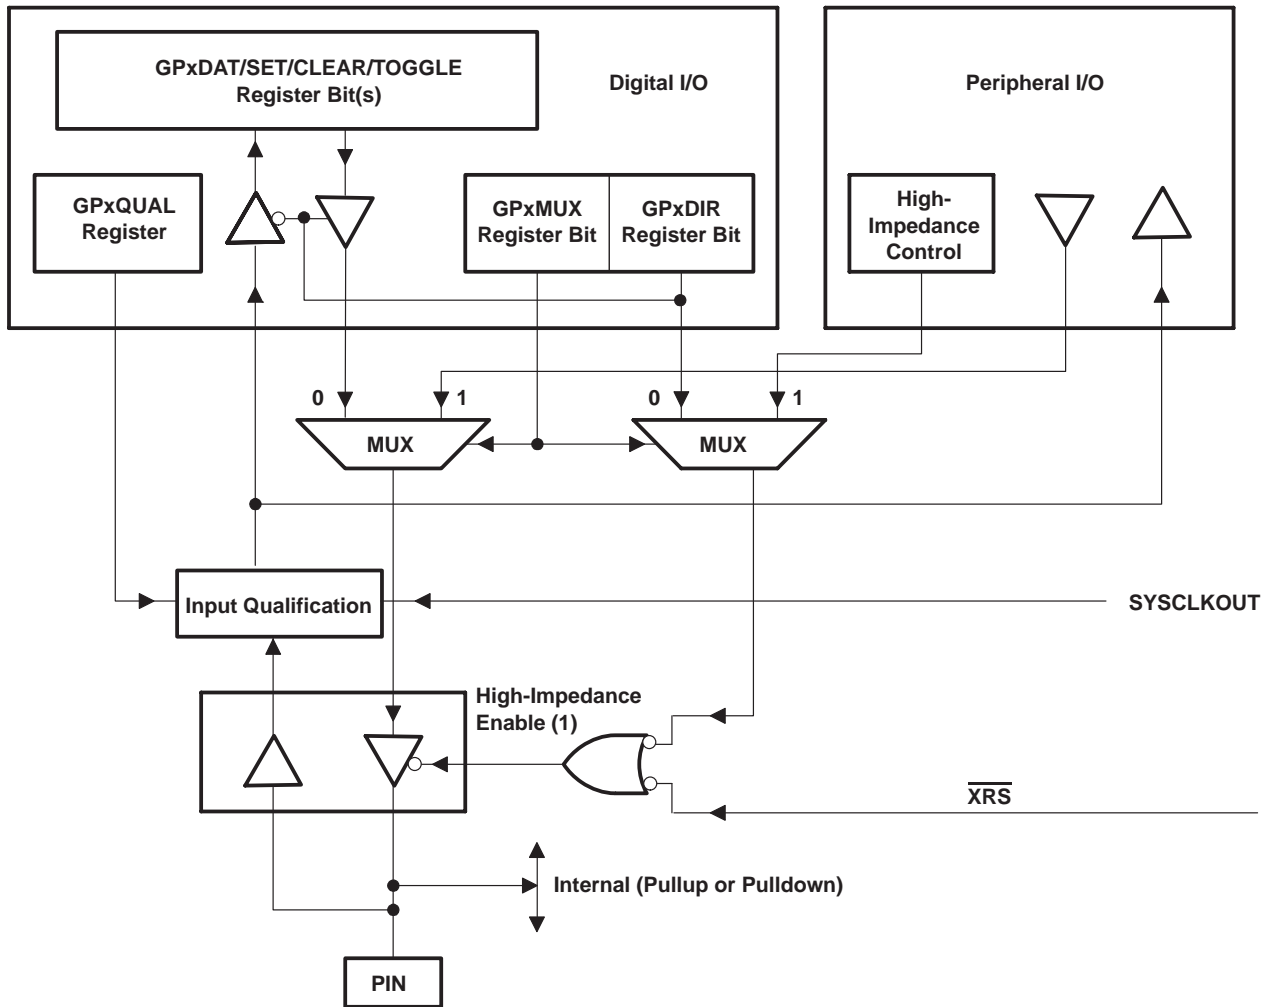 GPxDAT/SET/CLEAR/TOGGLE
Register Bit(s)
Digital I/O
Peripheral I/O
GPxQUAL
Register
GPxMUX
Register Bit
GPxDIR
Register Bit
High-
Impedance
Control
0
1
0
1
MUX
MUX
Input Qualification
SYSCLKOUT
High-Impedance
Enable (1)
XRS
Internal (Pullup or Pulldown)
PIN